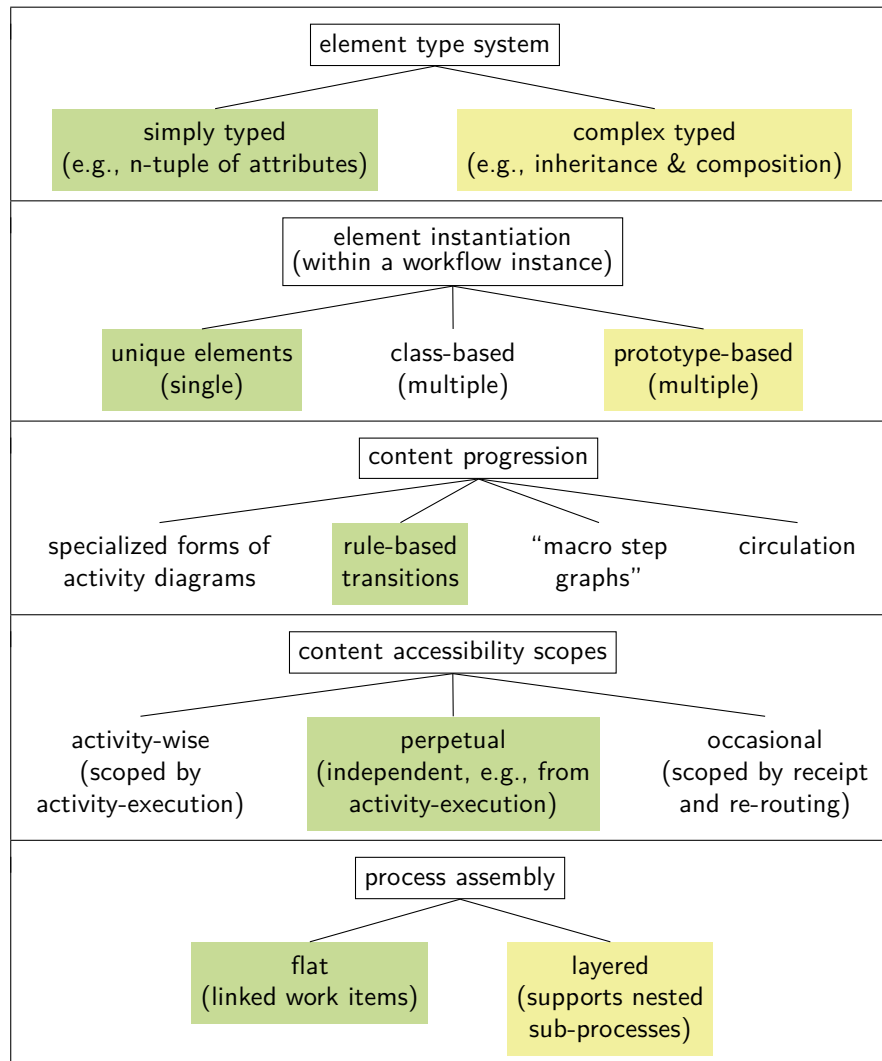 element type system
simply typed
(e.g., n-tuple of attributes)
complex typed
(e.g., inheritance & composition)
element instantiation
(within a workflow instance)
unique elements
(single)
class-based
(multiple)
prototype-based
(multiple)
content progression
specialized forms of
activity diagrams
rule-based
transitions
“macro step
graphs”
circulation
content accessibility scopes
activity-wise
(scoped by
activity-execution)
perpetual
(independent, e.g., from
activity-execution)
occasional
(scoped by receipt
and re-routing)
process assembly
flat
(linked work items)
layered
(supports nested
sub-processes)